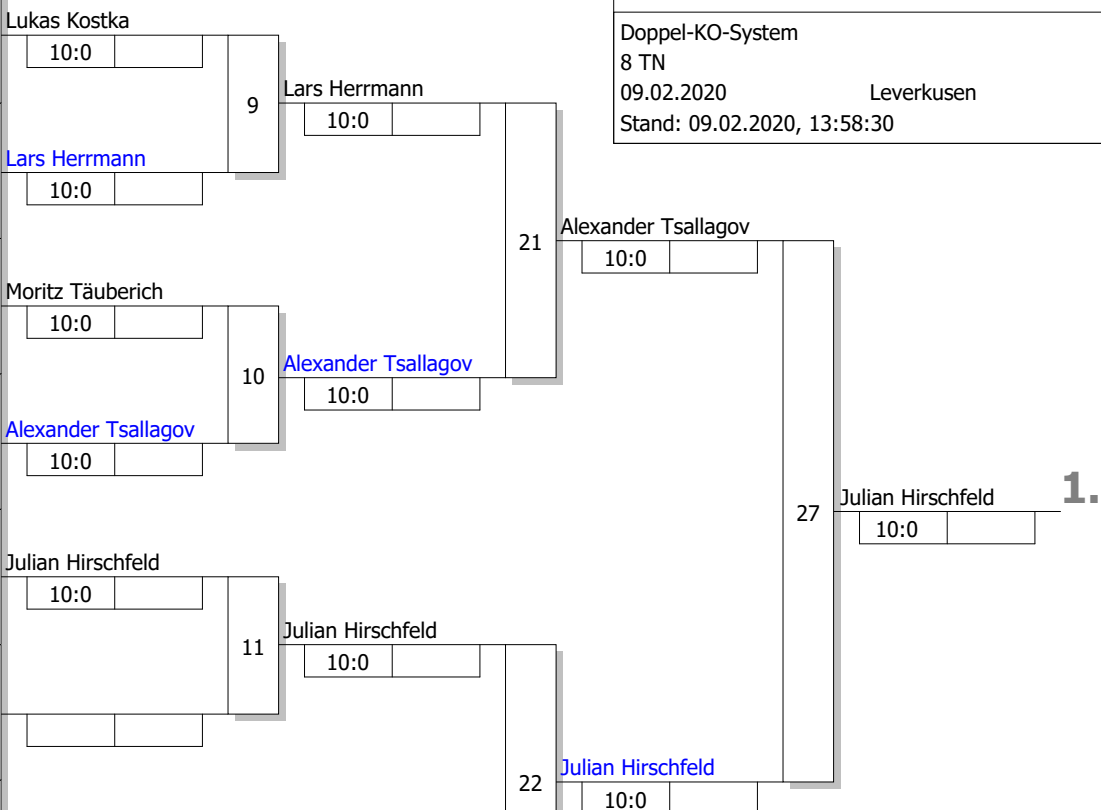 Lukas Kostka
10:0
Doppel-KO-System
8 TN
09.02.2020 Leverkusen
Stand: 09.02.2020, 13:58:30
9
Lars Herrmann
10:0
Lars Herrmann
10:0
21
Alexander Tsallagov
10:0
Moritz Täuberich
10:0
10
Alexander Tsallagov
10:0
Alexander Tsallagov
10:0
27
Julian Hirschfeld
1.
10:0
Julian Hirschfeld
10:0
11
Julian Hirschfeld
10:0
22
Julian Hirschfeld
10:0